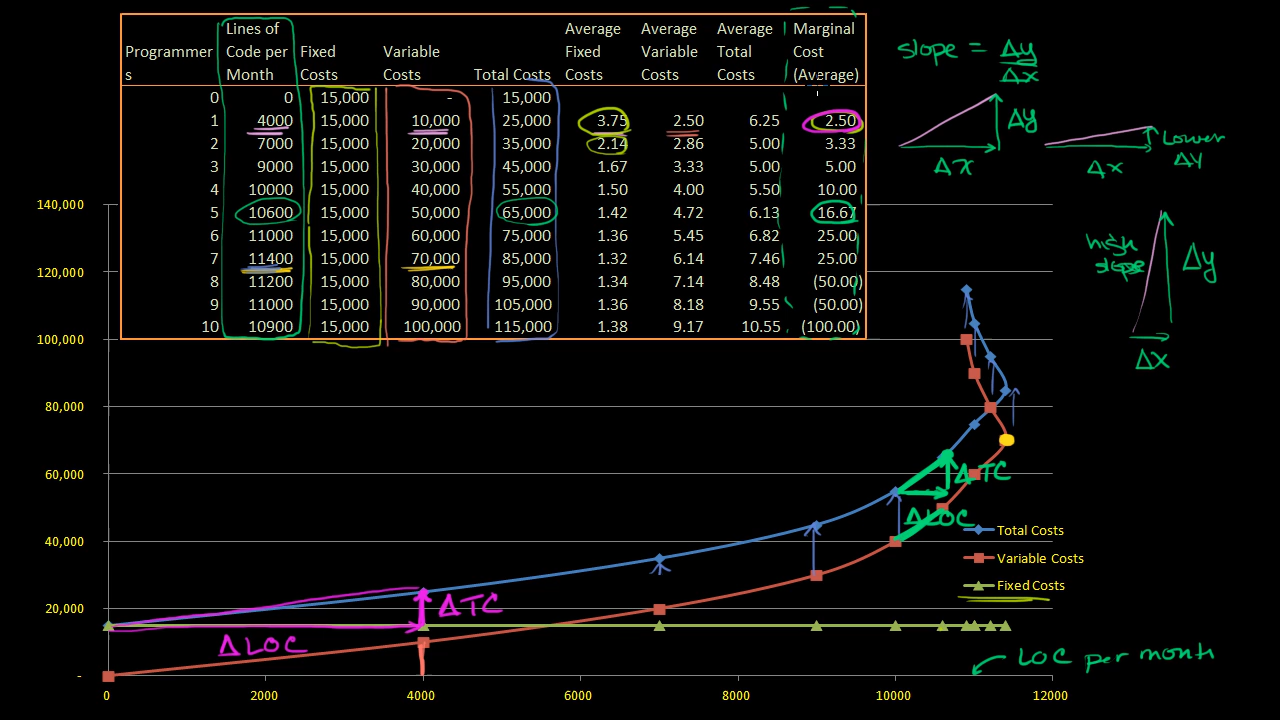 Programmers Lines of Code per Month Fixed Costs Variable Costs Total Costs Average Fixed Costs Average Variable Costs Average Total Costs Marginal Cost (Average)
0 0 15,000 - 15,000 -
1 4000 15,000 10,000 25,000 3.75 2.50 6.25 2.50
2 7000 15,000 20,000 35,000 2.14 2.86 5.00 3.33
3 9000 15,000 30,000 45,000 1.67 3.33 5.00 5.00
4 10000 15,000 40,000 55,000 1.50 4.00 5.50 10.00
5 10600 15,000 50,000 65,000 1.42 4.72 6.13 16.67
6 11000 15,000 60,000 75,000 1.36 5.45 6.82 25.00
7 11400 15,000 70,000 85,000 1.32 6.14 7.46 25.00
8 11200 15,000 80,000 95,000 1.34 7.14 8.48 (50.00)
9 11000 15,000 90,000 105,000 1.36 8.18 9.55 (50.00)
10 10900 15,000 100,000 115,000 1.38 9.17 10.55 (100.00)
slope = Δy
Δx
Δy
Δx
Lower
Δy
Δx
high
slope
Δy
Δx
140,000
120,000
100,000
80,000
60,000
40,000
20,000
-
0 2000 4000 6000 8000 10000 12000
ΔTC
ΔLOC
ΔTC
ΔLOC
Total Costs
Variable Costs
Fixed Costs
LOC per month